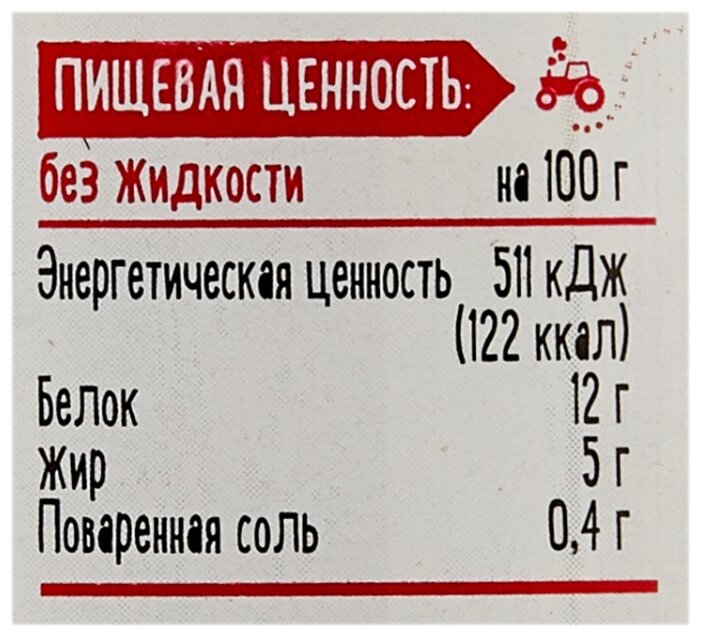 ПИЩЕВАЯ ЦЕННОСТЬ:
без жидкости на 100 г
Энергетическая ценность 511 кДж
(122 ккал)
Белок 12 г
Жир 5 г
Поваренная соль 0,4 г